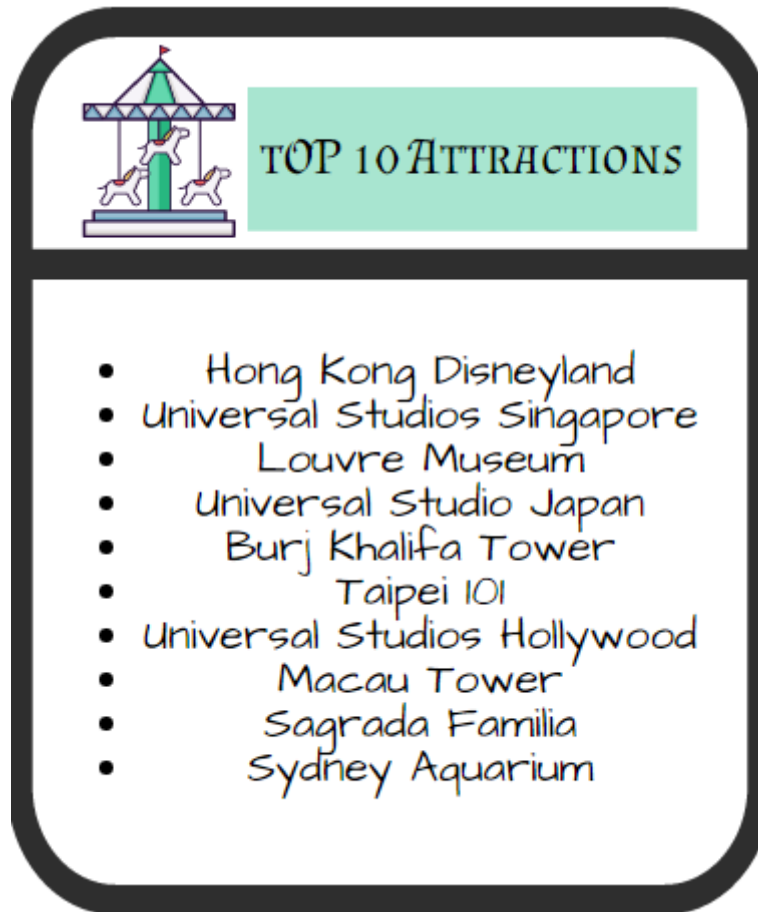 tOP 10 ATTRACTIONS
Hong Kong Disneyland
Universal Studios Singapore
Louvre Museum
Universal Studio Japan
Burj Khalifa Tower
Taipei 101
Universal Studios Hollywood
Macau Tower
Sagrada Familia
Sydney Aquarium